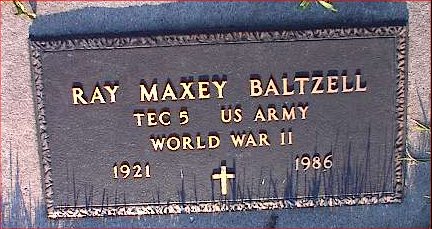 RAY MAXEY BALTZELL
TEC 5 US ARMY
WORLD WAR II
1921 1986